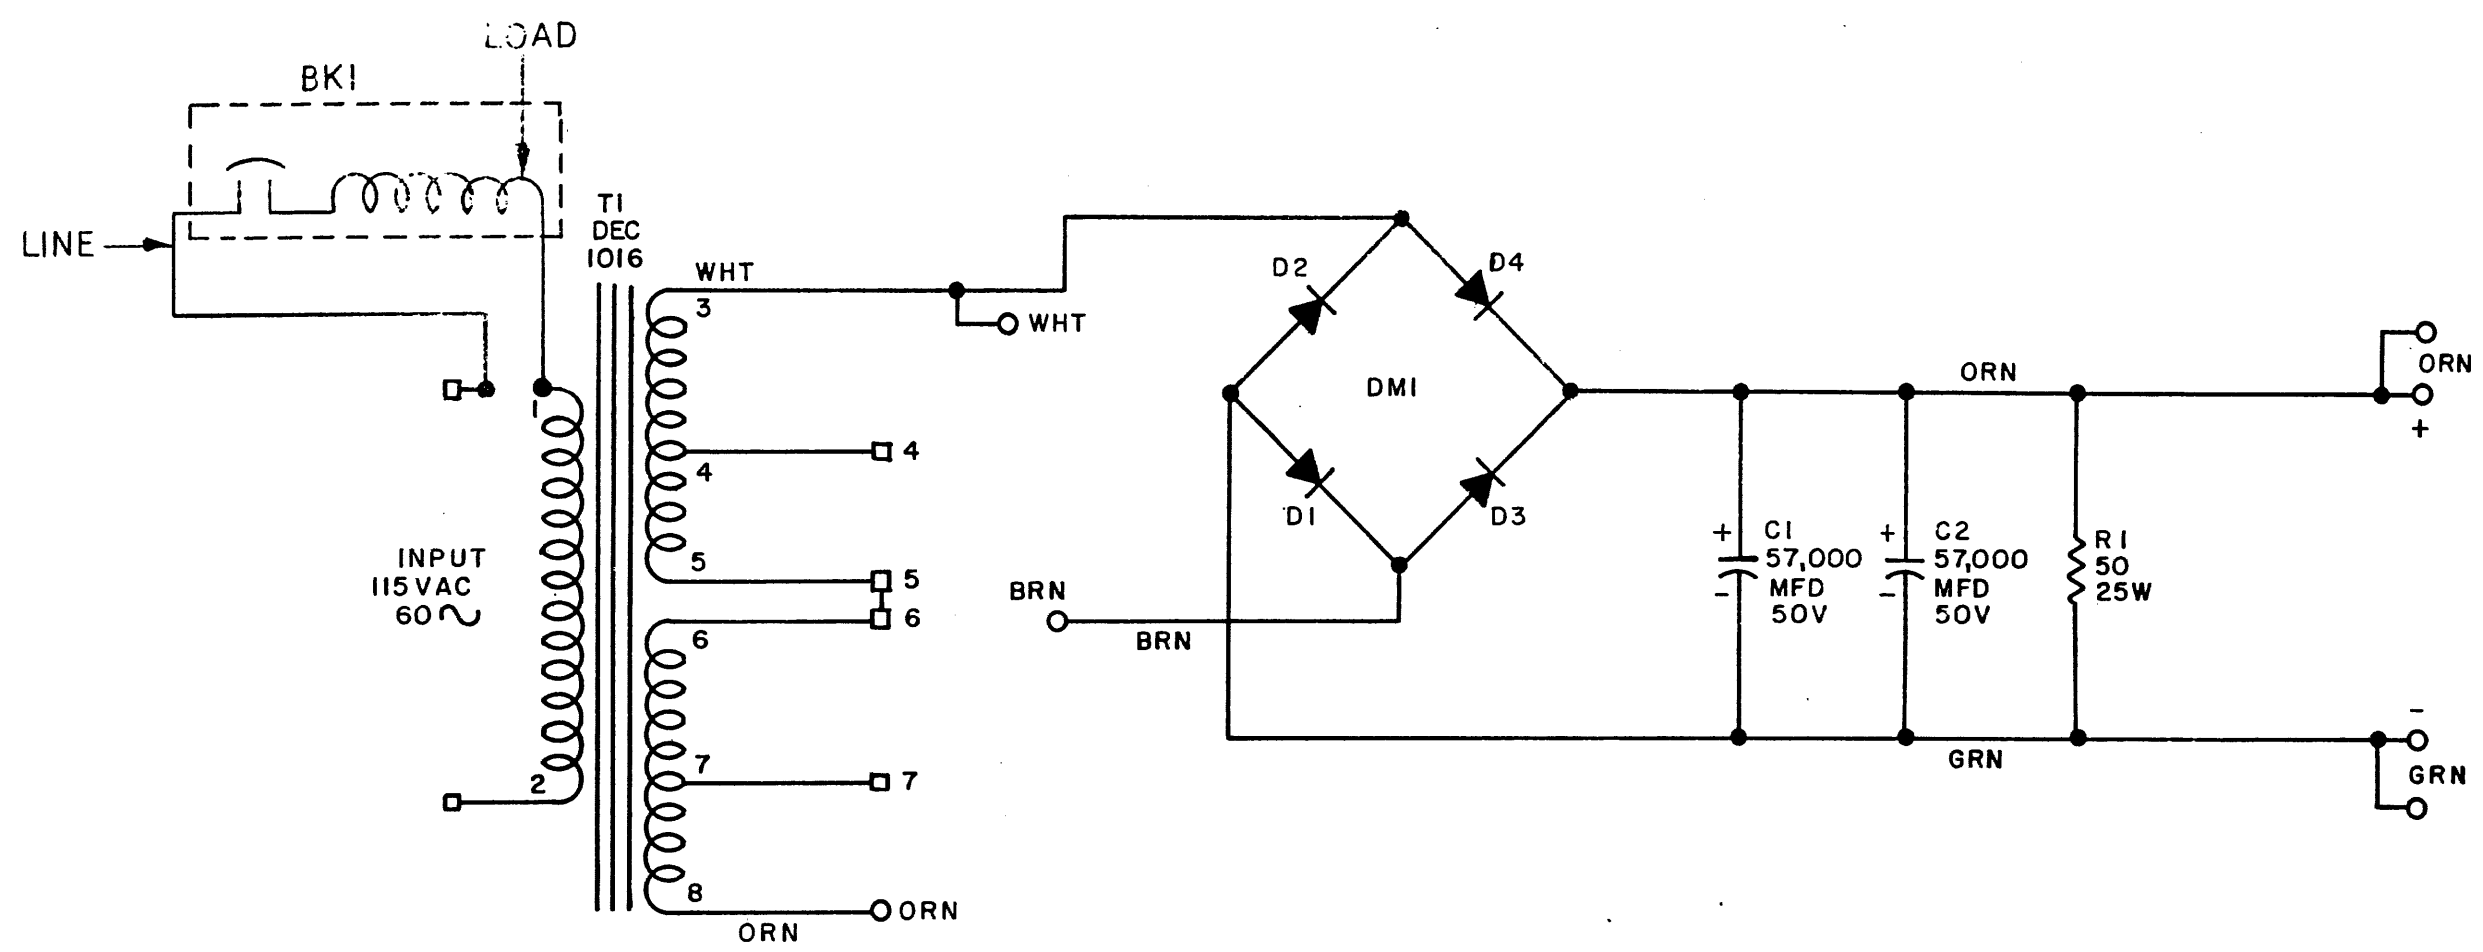 LOAD
BK1
LINE
T1
DEC
1016
WHT
3
WHT
4
4
5
5
6
6
7
7
8
ORN
ORN
1
INPUT
115VAC
60~
2
D2
D4
DM1
D1
D3
BRN
BRN
ORN
ORN
+
+ C1
57,000
MFD
- 50V
+ C2
57,000
MFD
- 50V
R1
50
25W
-
GRN
GRN